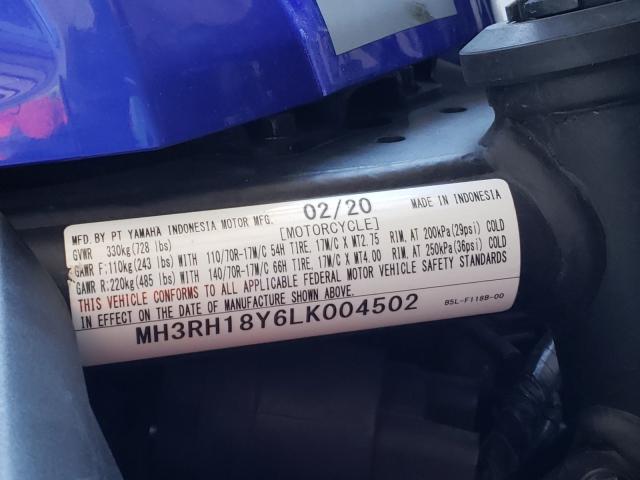 MFD. BY PT YAMAHA INDONESIA MOTOR MFG. 02/20 MADE IN INDONESIA
GVWR 330kg(728 lbs) [MOTORCYCLE]
GAWR F:110kg(243 lbs)WITH 110/70R-17M/C 54H TIRE, 17M/C X MT2.75 RIM, AT 200kPa(29psi) COLD
GAWR R:220kg(485 lbs)WITH 140/70R-17M/C 66H TIRE, 17M/C X MT4.00 RIM, AT 250kPa(36psi) COLD
THIS VEHICLE CONFORMS TO ALL APPLICABLE FEDERAL MOTOR VEHICLE SAFETY STANDARDS
IN EFFECT ON THE DATE OF MANUFACTURE SHOWN ABOVE.
MH3RH18Y6LK004502 B5L-F118B-00